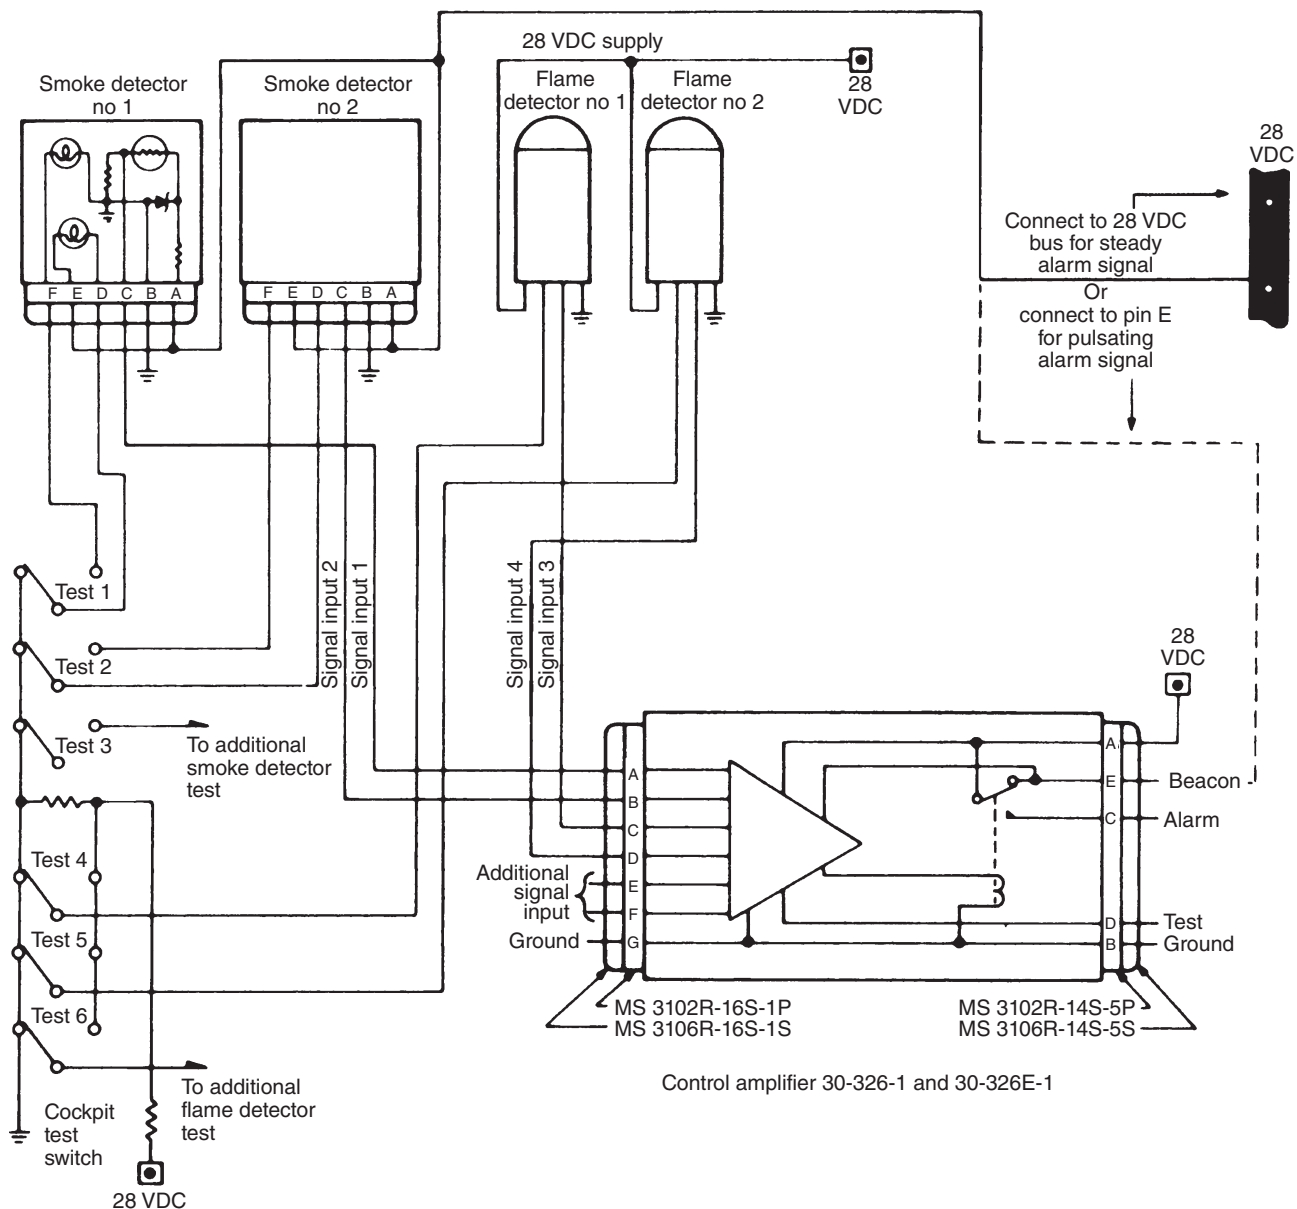 28 VDC supply
Smoke detector
no 1
Smoke detector
no 2
Flame
detector no 1
Flame
detector no 2
28
VDC
28
VDC
Connect to 28 VDC
bus for steady
alarm signal
Or
connect to pin E
for pulsating
alarm signal
F E D C B A
F E D C B A
Signal input 2
Signal input 1
Signal input 4
Signal input 3
Test 1
Test 2
Test 3
To additional
smoke detector
test
Test 4
Test 5
Test 6
To additional
flame detector
test
Cockpit
test
switch
28 VDC
28
VDC
A
B
C
D
E
F
G
Additional
signal
input
Ground
A
E
C
D
B
Beacon
Alarm
Test
Ground
MS 3102R-16S-1P
MS 3106R-16S-1S
MS 3102R-14S-5P
MS 3106R-14S-5S
Control amplifier 30-326-1 and 30-326E-1